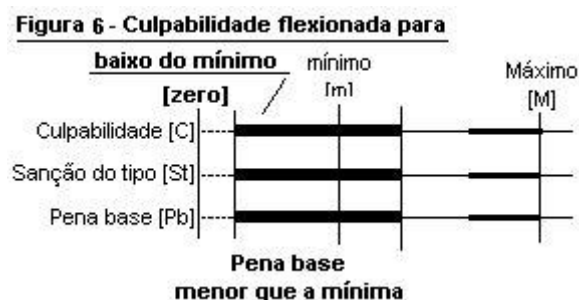 Figura 6 - Culpabilidade flexionada para
baixo do mínimo
mínimo
Máximo
[zero]
[m]
[M]
Culpabilidade [C]
Sanção do tipo [St]
Pena base [Pb]
Pena base
menor que a mínima